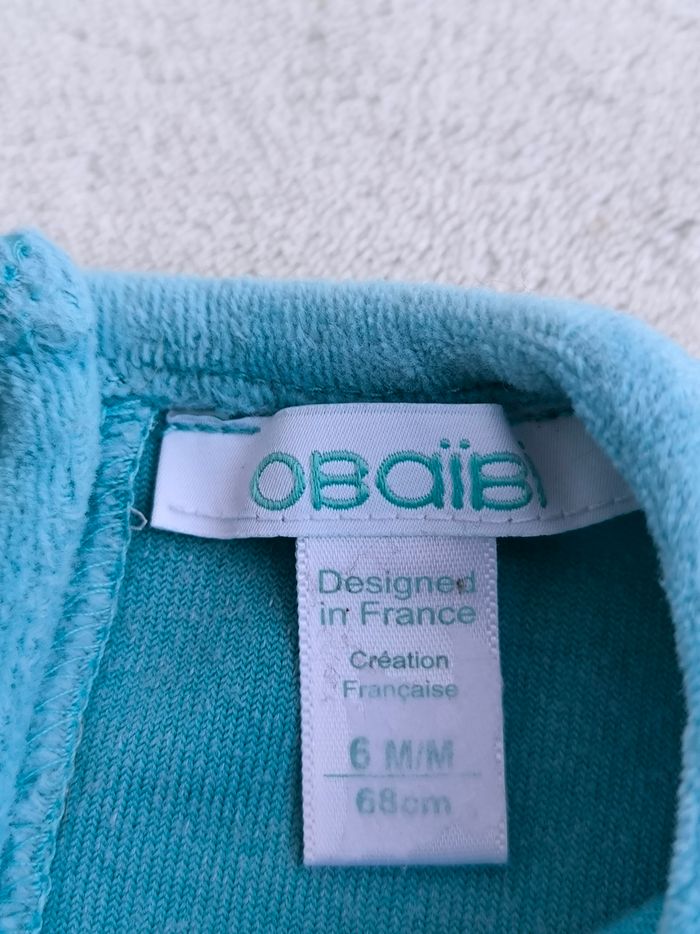 OBaïBi
Designed
in France
Création
Française
6 M/M
68cm